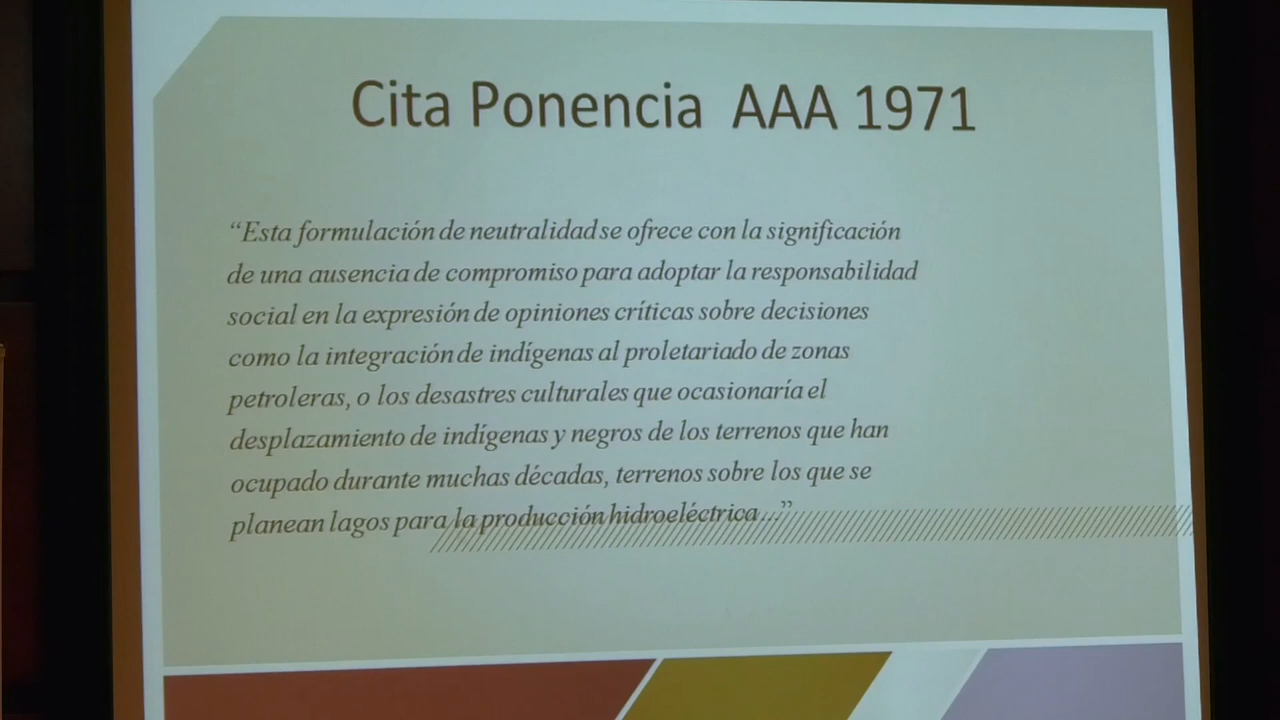 Cita Ponencia AAA 1971
“Esta formulación de neutralidad se ofrece con la significación
de una ausencia de compromiso para adoptar la responsabilidad
social en la expresión de opiniones críticas sobre decisiones
como la integración de indígenas al proletariado de zonas
petroleras, o los desastres culturales que ocasionaría el
desplazamiento de indígenas y negros de los terrenos que han
ocupado durante muchas décadas, terrenos sobre los que se
planean lagos para la producción hidroeléctrica...”